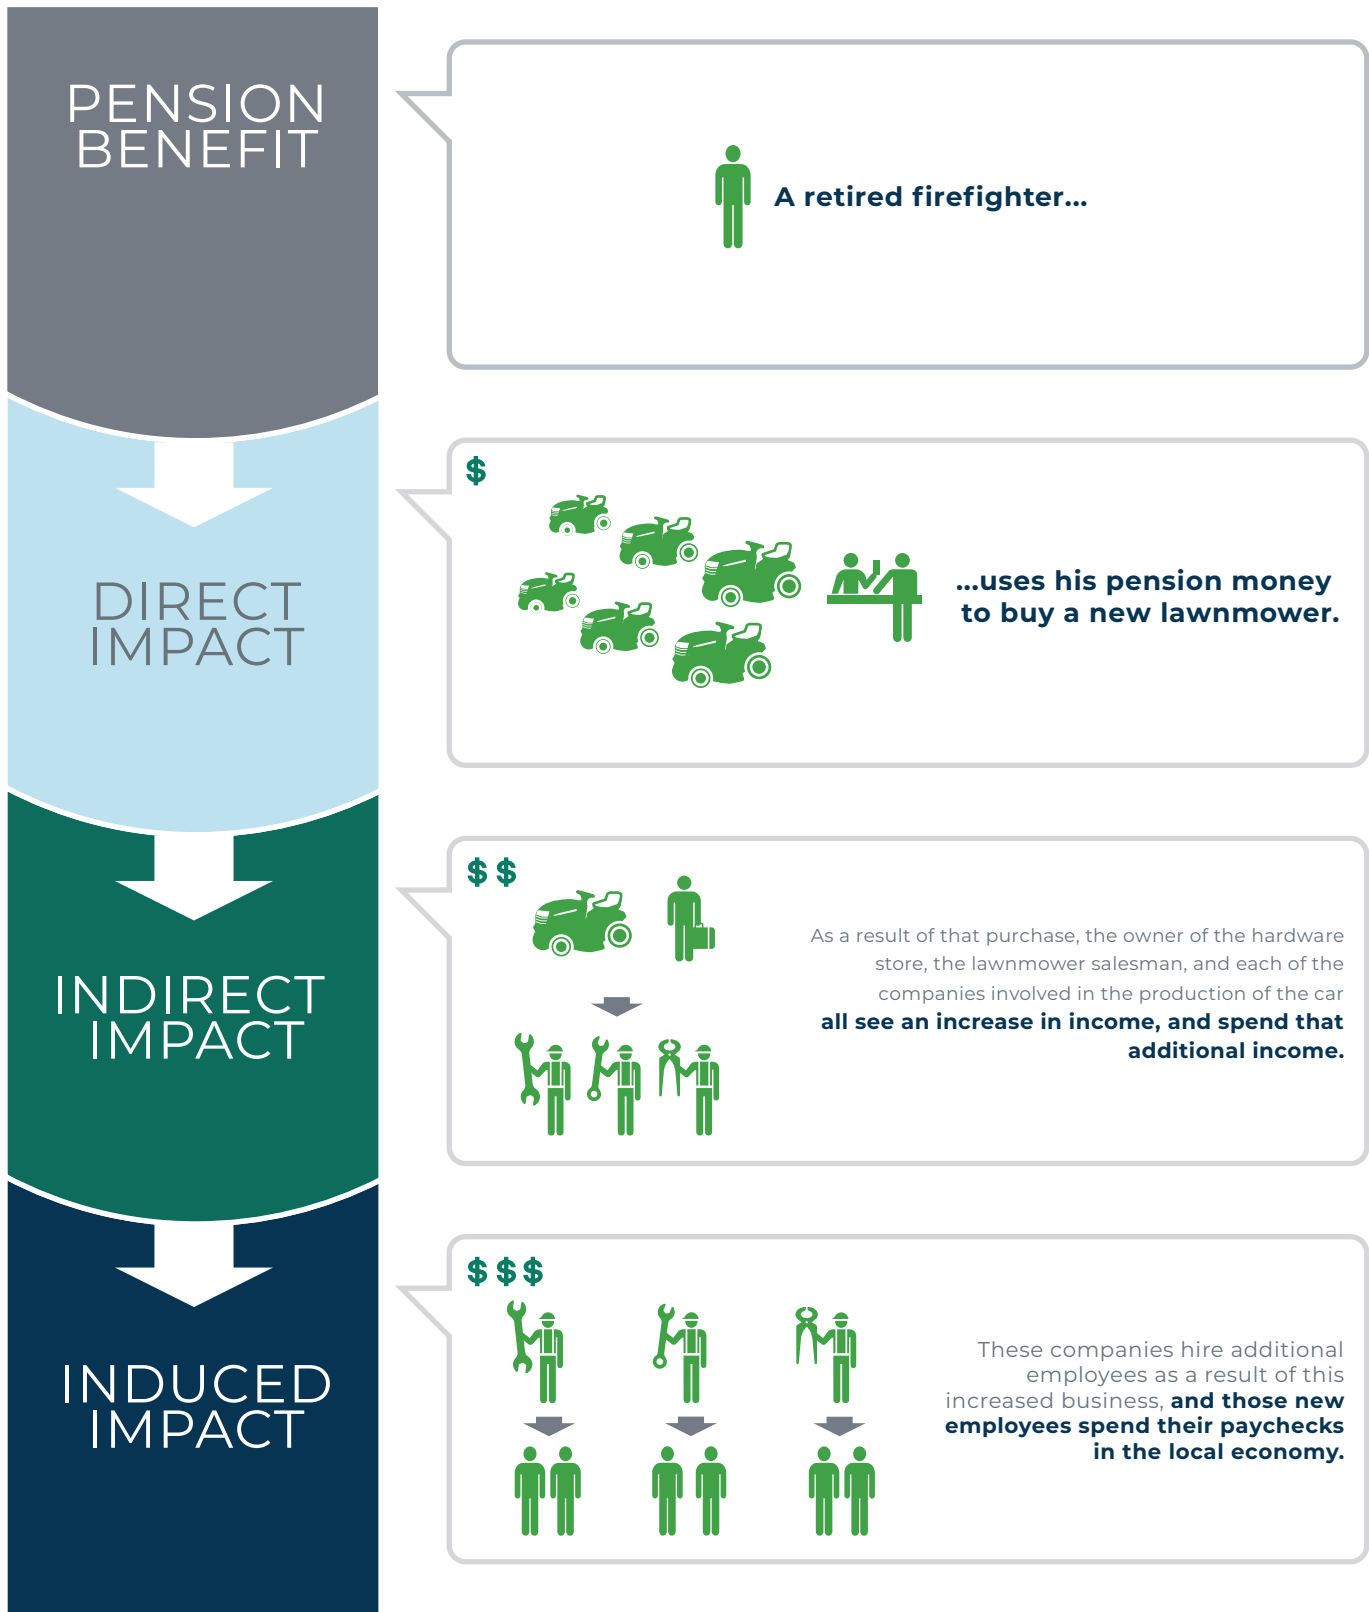 PENSION
BENEFIT
A retired firefighter...
DIRECT
IMPACT
$
...uses his pension money
to buy a new lawnmower.
INDIRECT
IMPACT
$ $
As a result of that purchase, the owner of the hardware
store, the lawnmower salesman, and each of the
companies involved in the production of the car
all see an increase in income, and spend that
additional income.
INDUCED
IMPACT
$ $ $
These companies hire additional
employees as a result of this
increased business, and those new
employees spend their paychecks
in the local economy.